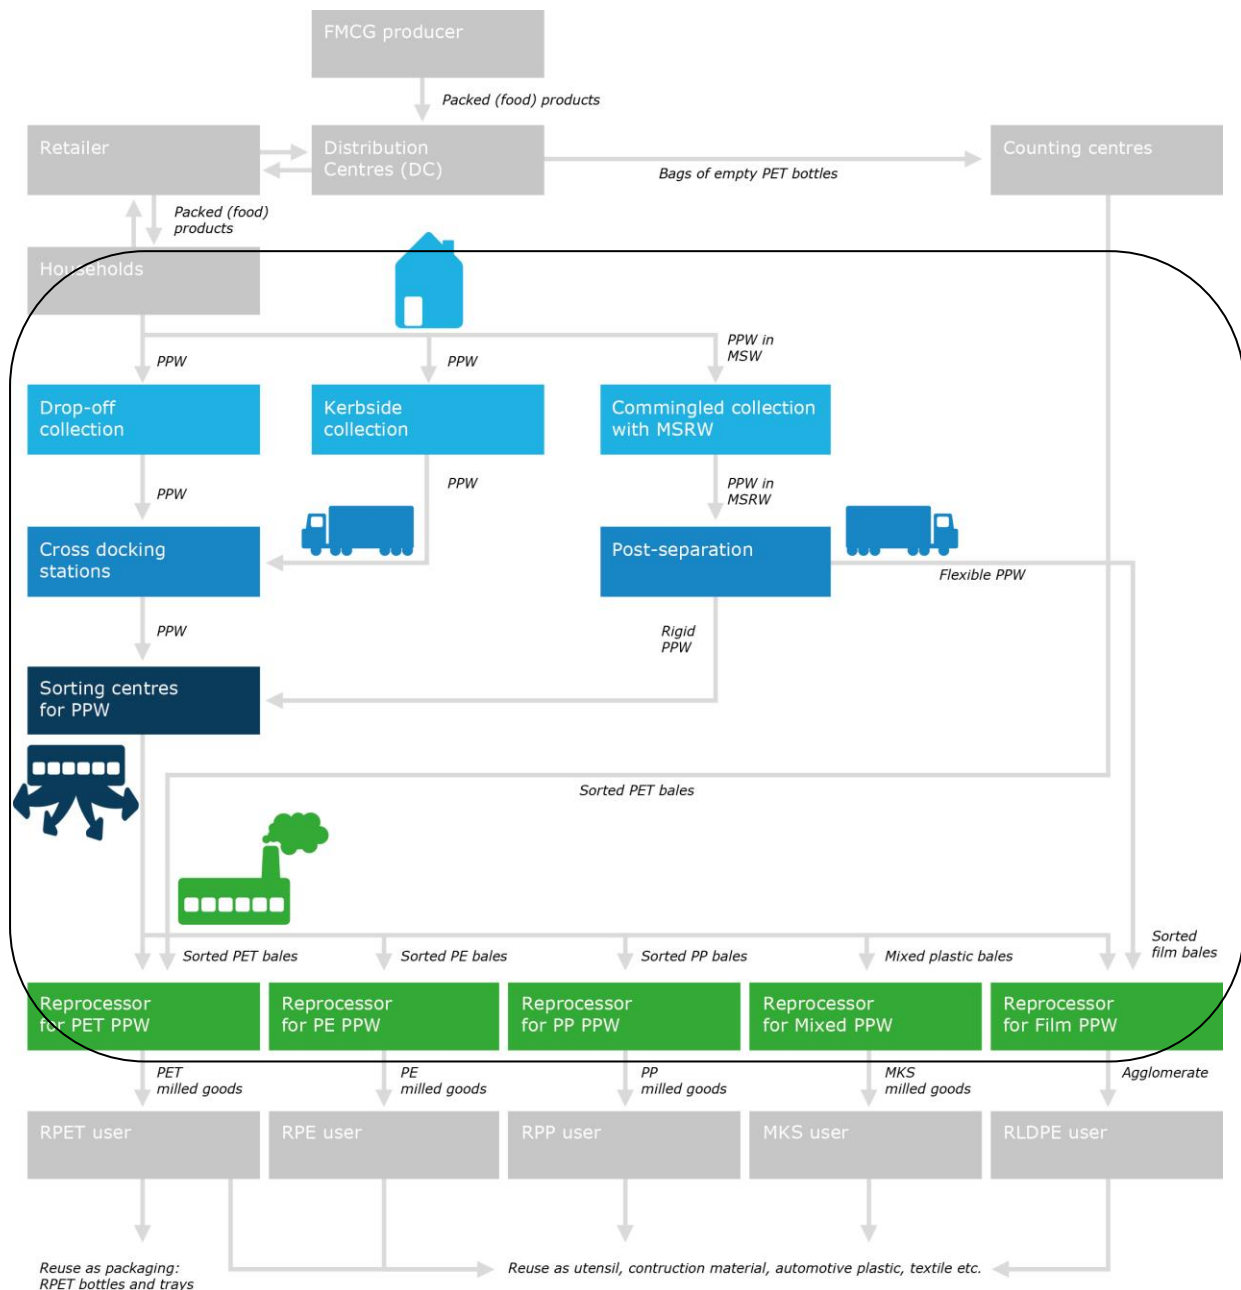 FMCG producer
Packed (food) products
Retailer
Distribution
Centres (DC)
Counting centres
Bags of empty PET bottles
Packed (food)
products
Households
PPW
PPW
PPW in
MSW
Drop-off
collection
Kerbside
collection
Commingled collection
with MSRW
PPW
PPW
PPW in
MSRW
Cross docking
stations
Post-separation
Flexible PPW
PPW
Rigid
PPW
Sorting centres
for PPW
Sorted PET bales
Sorted PET bales
Sorted PE bales
Sorted PP bales
Mixed plastic bales
Sorted
film bales
Reprocessor
for PET PPW
Reprocessor
for PE PPW
Reprocessor
for PP PPW
Reprocessor
for Mixed PPW
Reprocessor
for Film PPW
PET
milled goods
PE
milled goods
PP
milled goods
MKS
milled goods
Agglomerate
RPET user
RPE user
RPP user
MKS user
RLDPE user
Reuse as packaging:
RPET bottles and trays
Reuse as utensil, contruction material, automotive plastic, textile etc.